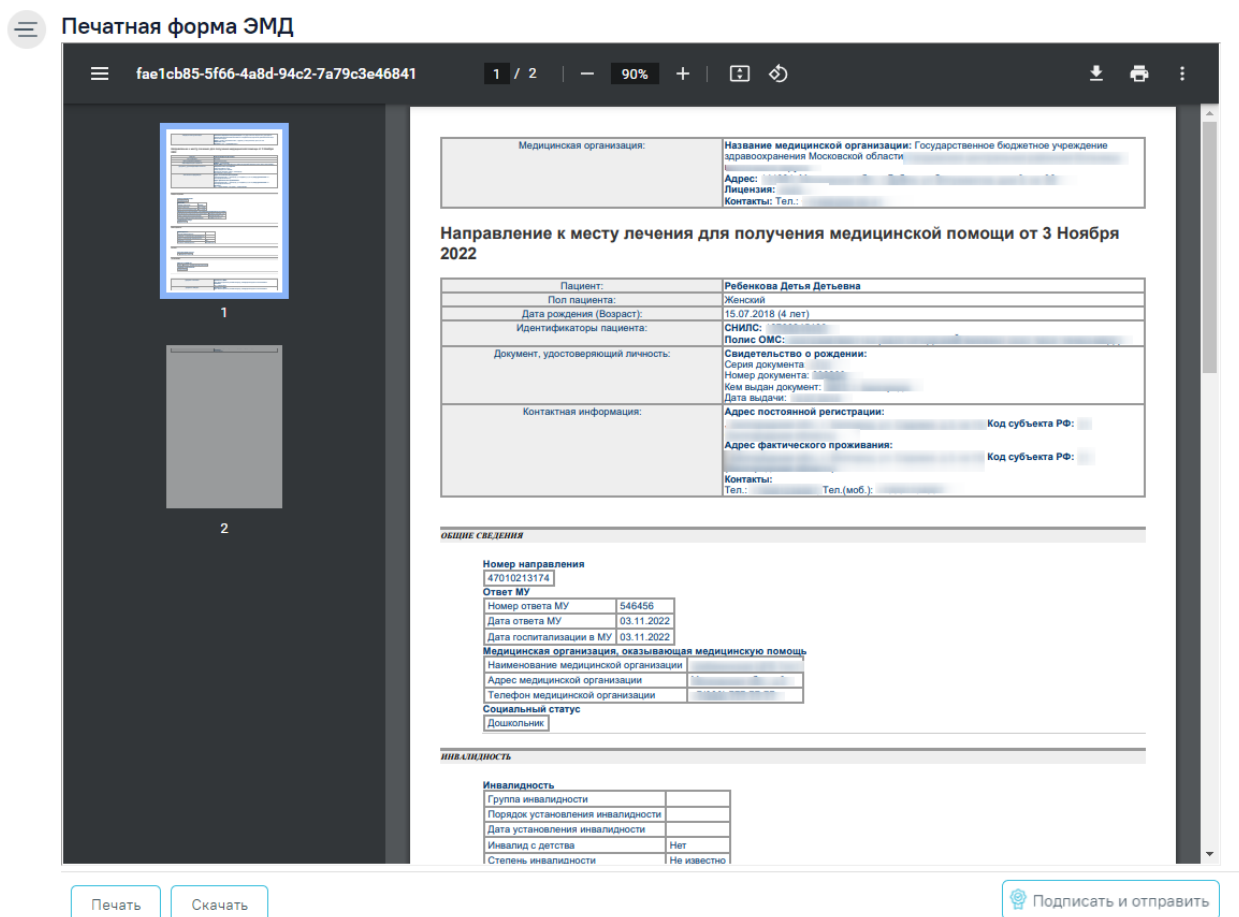 Печатная форма ЭМД
fae1cb85-5f66-4a8d-94c2-7a79c3e46841 1 / 2 90%
1
2
Медицинская организация: Название медицинской организации: Государственное бюджетное учреждение
здравоохранения Московской области
Адрес:
Лицензия:
Контакты: Тел.:
Направление к месту лечения для получения медицинской помощи от 3 Ноября
2022
Пациент: Ребенкова Детья Детьевна
Пол пациента: Женский
Дата рождения (Возраст): 15.07.2018 (4 лет)
Идентификаторы пациента: СНИЛС:
Полис ОМС:
Документ, удостоверяющий личность: Свидетельство о рождении:
Серия документа
Номер документа:
Кем выдан документ:
Дата выдачи:
Контактная информация: Адрес постоянной регистрации:
Код субъекта РФ:
Адрес фактического проживания:
Код субъекта РФ:
Контакты:
Тел.: Тел.(моб.):
ОБЩИЕ СВЕДЕНИЯ
Номер направления
47010213174
Ответ МУ
Номер ответа МУ 546456
Дата ответа МУ 03.11.2022
Дата госпитализации в МУ 03.11.2022
Медицинская организация, оказывающая медицинскую помощь
Наименование медицинской организации
Адрес медицинской организации
Телефон медицинской организации
Социальный статус
Дошкольник
ИНВАЛИДНОСТЬ
Инвалидность
Группа инвалидности
Порядок установления инвалидности
Дата установления инвалидности
Инвалид с детства Нет
Степень инвалидности Не известно
Печать Скачать Подписать и отправить